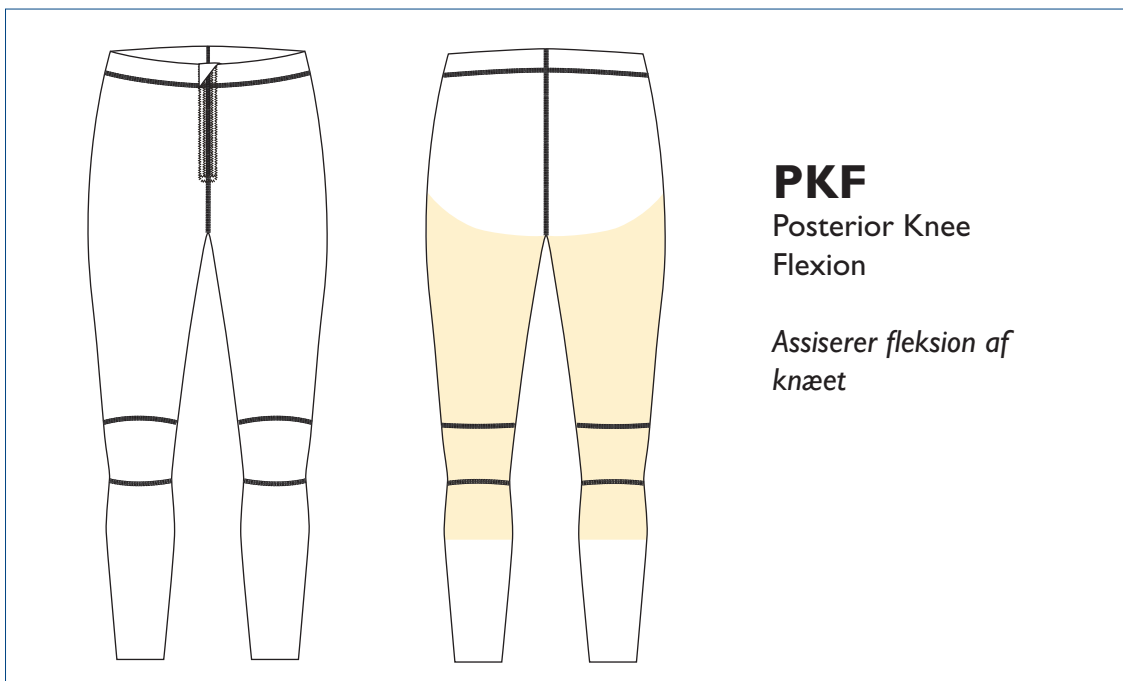 PKF
Posterior Knee
Flexion
Assiserer fleksion af
knæet